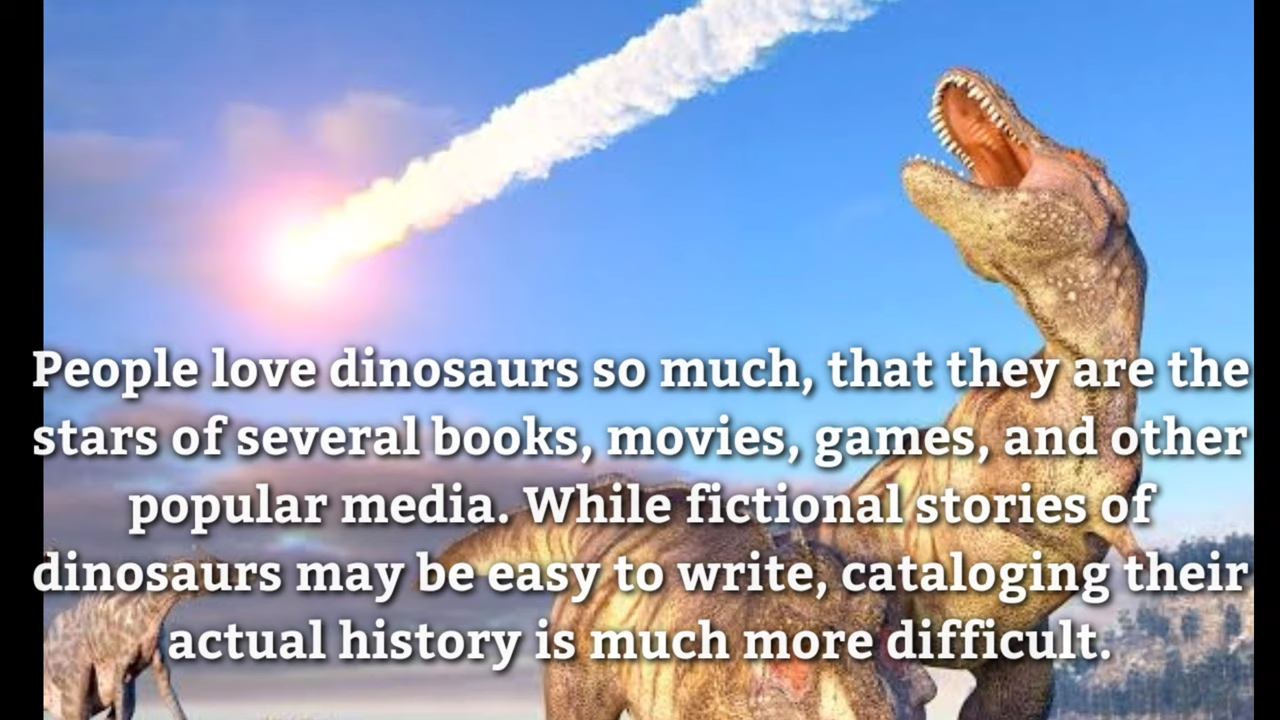 People love dinosaurs so much, that they are the
stars of several books, movies, games, and other
popular media. While fictional stories of
dinosaurs may be easy to write, cataloging their
actual history is much more difficult.